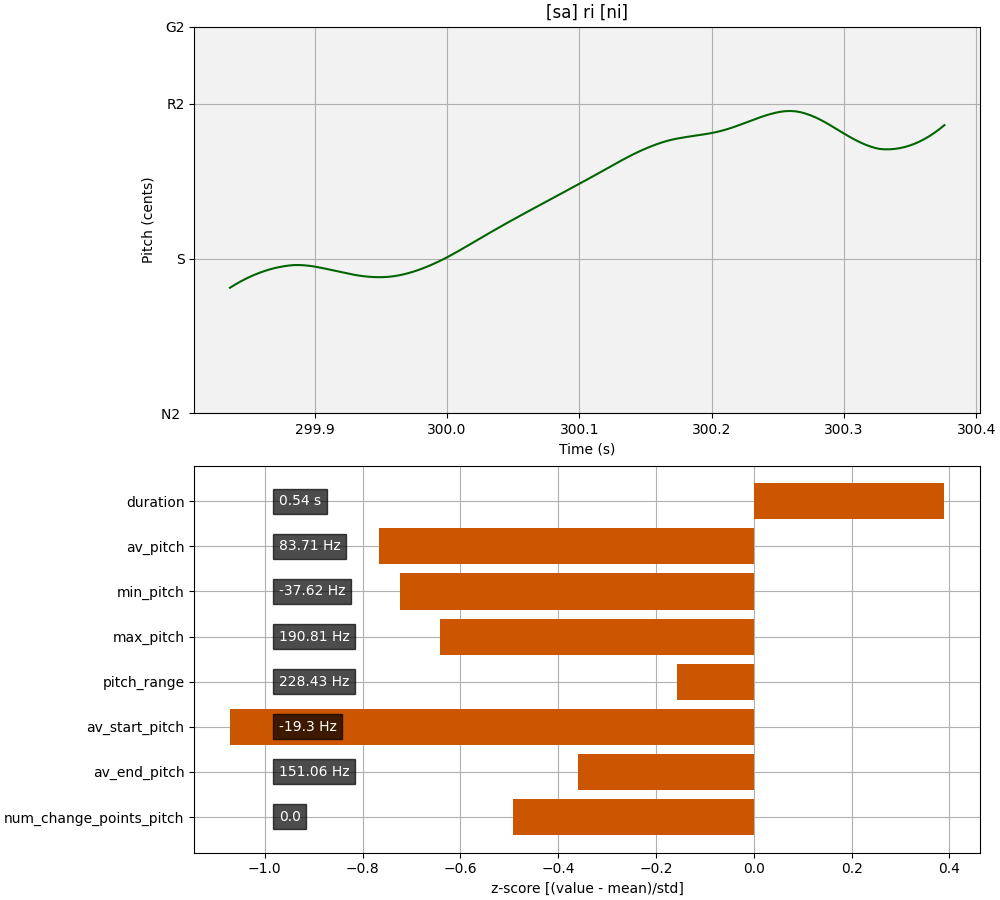 [sa] ri [ni]
G2
R2
S
N2
Pitch (cents)
299.9 300.0 300.1 300.2 300.3 300.4
Time (s)
duration 0.54 s
av_pitch 83.71 Hz
min_pitch -37.62 Hz
max_pitch 190.81 Hz
pitch_range 228.43 Hz
av_start_pitch -19.3 Hz
av_end_pitch 151.06 Hz
num_change_points_pitch 0.0
−1.0 −0.8 −0.6 −0.4 −0.2 0.0 0.2 0.4
z-score [(value - mean)/std]